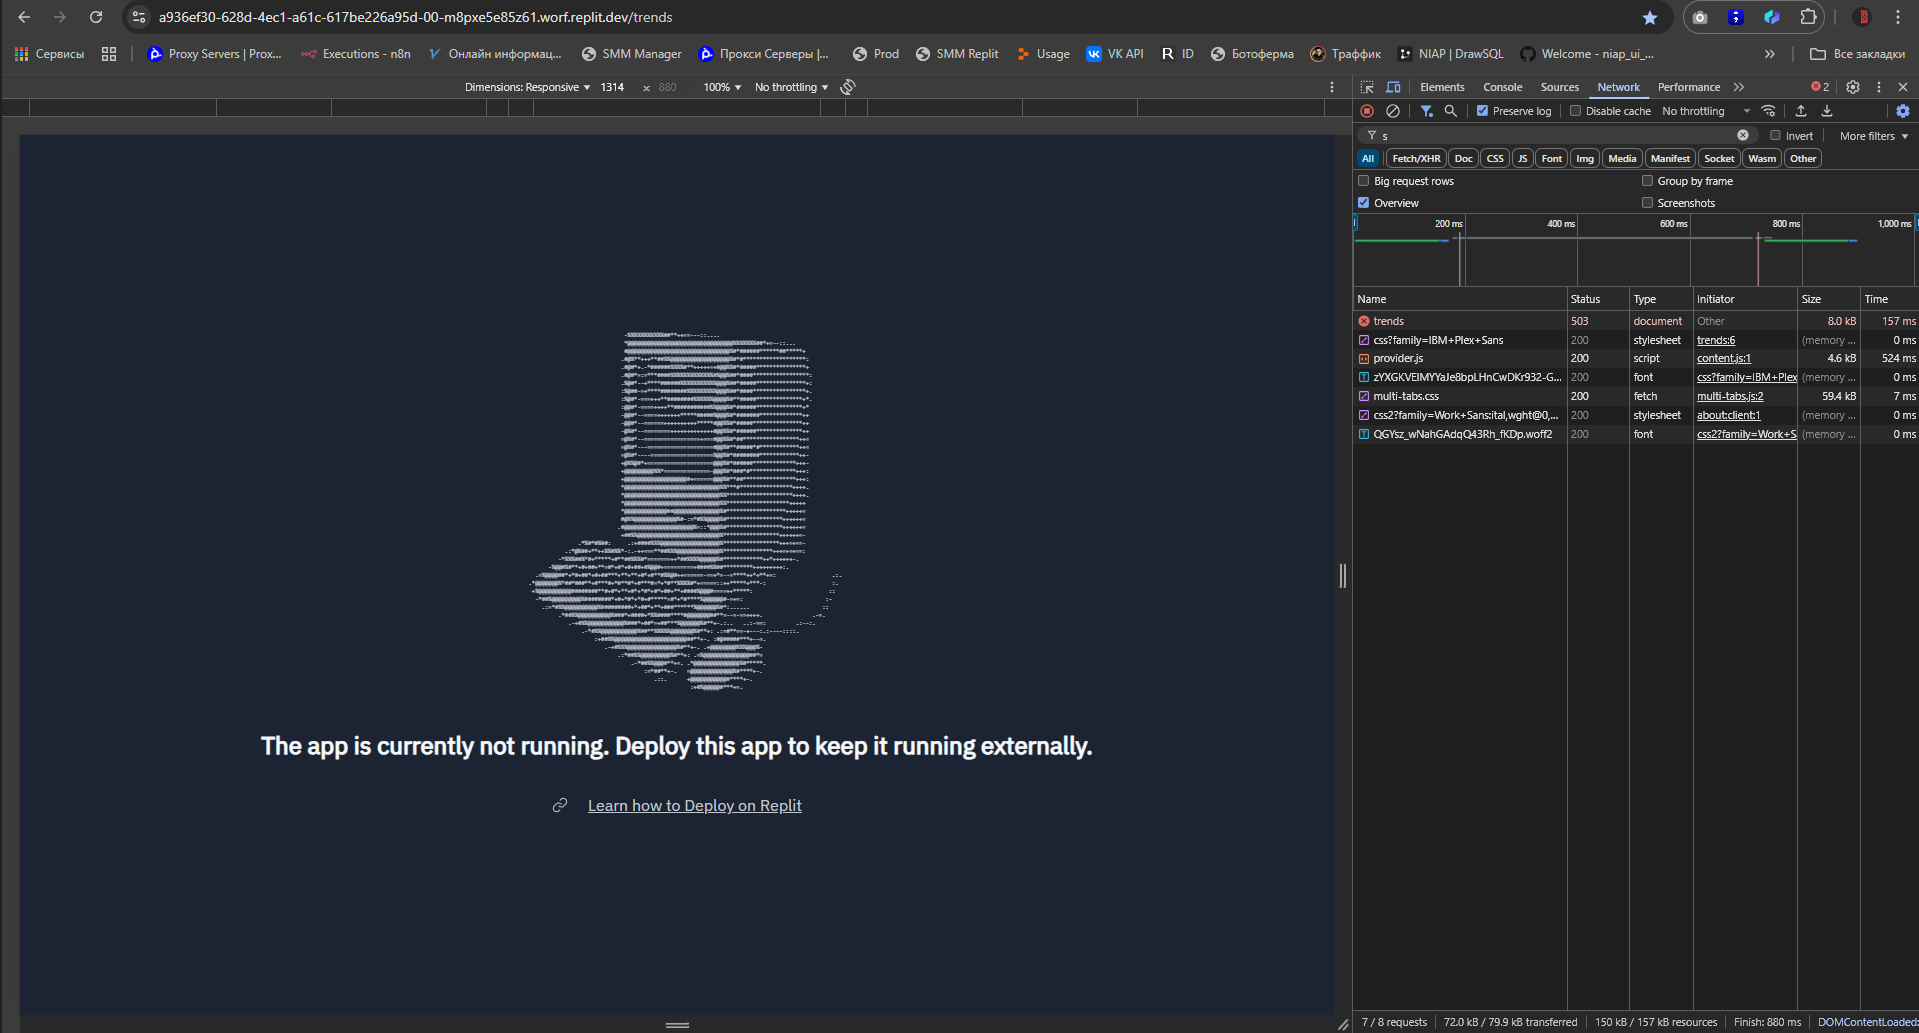 a936ef30-628d-4ec1-a61c-617be226a95d-00-m8pxe5e85z61.worf.replit.dev/trends
Сервисы
Proxy Servers | Prox...
Executions - n8n
Онлайн информац...
SMM Manager
Прокси Серверы |...
Prod
SMM Replit
Usage
VK API
ID
Ботоферма
Траффик
NIAP | DrawSQL
Welcome - niap_ui_...
Все закладки
Dimensions: Responsive 1314 x 880 100% No throttling
Elements Console Sources Network Performance 2
Preserve log Disable cache No throttling
s Invert More filters
All Fetch/XHR Doc CSS JS Font Img Media Manifest Socket Wasm Other
Big request rows Group by frame
Overview Screenshots
200 ms 400 ms 600 ms 800 ms 1,000 ms
Name Status Type Initiator Size Time
trends 503 document Other 8.0 kB 157 ms
css?family=IBM+Plex+Sans 200 stylesheet trends:6 (memory ... 0 ms
provider.js 200 script content.js:1 4.6 kB 524 ms
zYXGKVElMYYaJe8bpLHnCwDKr932-G... 200 font css?family=IBM+Plex (memory ... 0 ms
multi-tabs.css 200 fetch multi-tabs.js:2 59.4 kB 7 ms
css2?family=Work+Sans:ital,wght@0,... 200 stylesheet about:client:1 (memory ... 0 ms
QGYsz_wNahGAdqQ43Rh_fKDp.woff2 200 font css2?family=Work+S (memory ... 0 ms
The app is currently not running. Deploy this app to keep it running externally.
Learn how to Deploy on Replit
7 / 8 requests 72.0 kB / 79.9 kB transferred 150 kB / 157 kB resources Finish: 880 ms DOMContentLoaded: